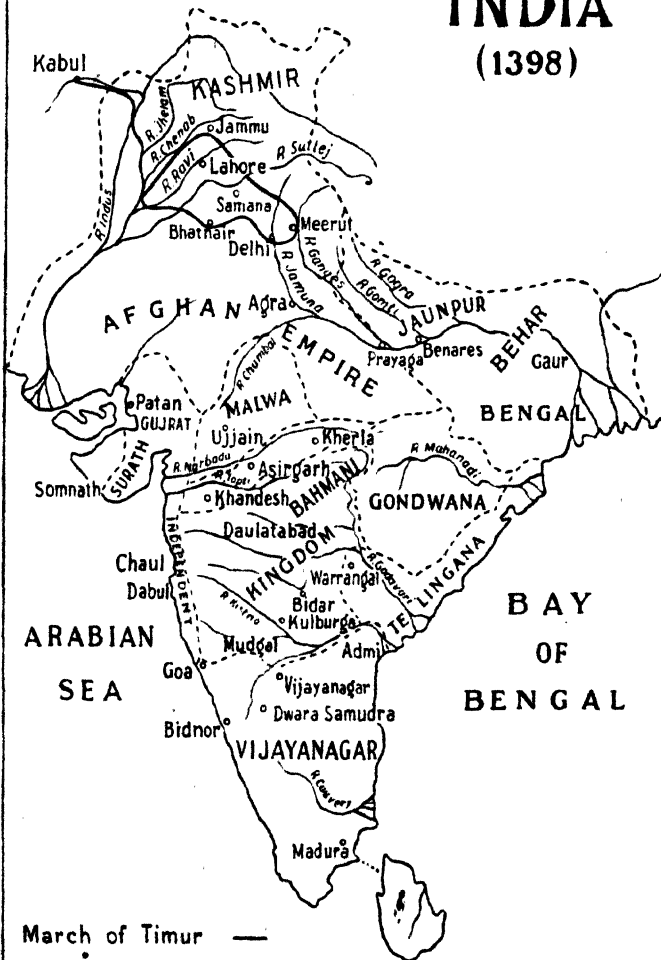 INDIA
(1398)
Kabul
KASHMIR
R. Jhelam
R. Chenab
Jammu
R. Ravi
Lahore
R Sutlej
R Indus
Samana
Bhatnair
Delhi
Meerut
R Ganges
R Jamuna
R Gogra
R Gomti
AFGHAN EMPIRE
Agra
JAUNPUR
BEHAR
Prayaga
Benares
Gaur
R Chumbal
Patan
GUJRAT
MALWA
BENGAL
Ujjain
Kherla
SURATH
R. Narbadu
R Tapti
Asirgarh
R Mahanadi
Somnath
Khandesh
BAHMANI KINGDOM
GONDWANA
INDEPENDENT
Daulatabad
Chaul
Dabul
Warrangal
R Godavari
TELINGANA
Bidar
Kulburga
Mudgal
Admi
ARABIAN
SEA
BAY
OF
BENGAL
Goa
Vijayanagar
Dwara Samudra
Bidnor
VIJAYANAGAR
Madura
March of Timur